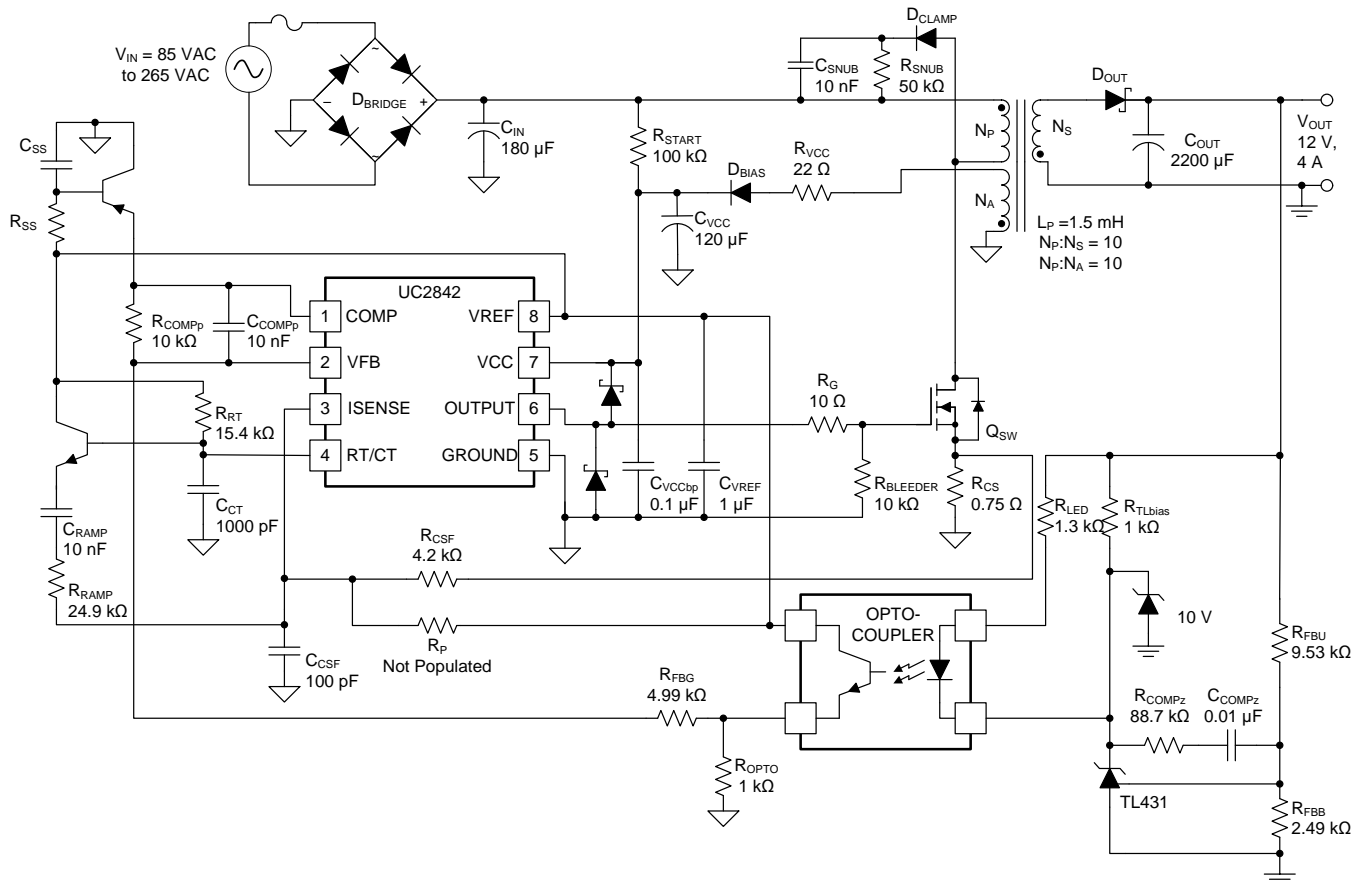 V_IN = 85 VAC
to 265 VAC
~
−
D_BRIDGE
+
~
C_IN
180 µF
D_CLAMP
C_SNUB
10 nF
R_SNUB
50 kΩ
R_START
100 kΩ
D_BIAS
R_VCC
22 Ω
C_VCC
120 µF
N_P
N_S
N_A
L_P =1.5 mH
N_P:N_S = 10
N_P:N_A = 10
D_OUT
C_OUT
2200 µF
V_OUT
12 V,
4 A
C_SS
R_SS
R_COMPp
10 kΩ
C_COMPp
10 nF
UC2842
1 COMP
2 VFB
3 ISENSE
4 RT/CT
VREF 8
VCC 7
OUTPUT 6
GROUND 5
R_RT
15.4 kΩ
C_CT
1000 pF
C_RAMP
10 nF
R_RAMP
24.9 kΩ
C_VCCbp
0.1 µF
C_VREF
1 µF
R_G
10 Ω
R_BLEEDER
10 kΩ
Q_SW
R_CS
0.75 Ω
R_CSF
4.2 kΩ
R_P
Not Populated
C_CSF
100 pF
R_FBG
4.99 kΩ
R_OPTO
1 kΩ
OPTO-
COUPLER
R_LED
1.3 kΩ
R_TLbias
1 kΩ
10 V
R_FBU
9.53 kΩ
R_COMPz
88.7 kΩ
C_COMPz
0.01 µF
TL431
R_FBB
2.49 kΩ